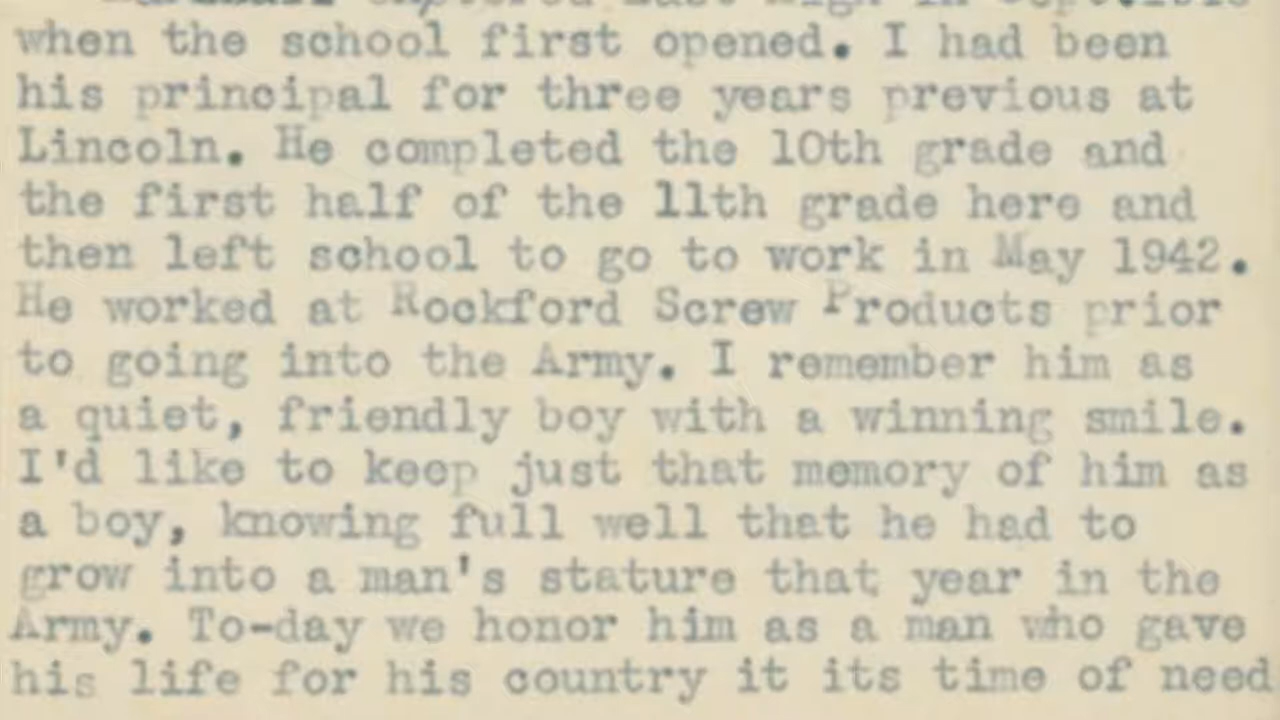 when the school first opened. I had been
his principal for three years previous at
Lincoln. He completed the 10th grade and
the first half of the 11th grade here and
then left school to go to work in May 1942.
He worked at Rockford Screw Products prior
to going into the Army. I remember him as
a quiet, friendly boy with a winning smile.
I'd like to keep just that memory of him as
a boy, knowing full well that he had to
grow into a man's stature that year in the
Army. To-day we honor him as a man who gave
his life for his country it its time of need